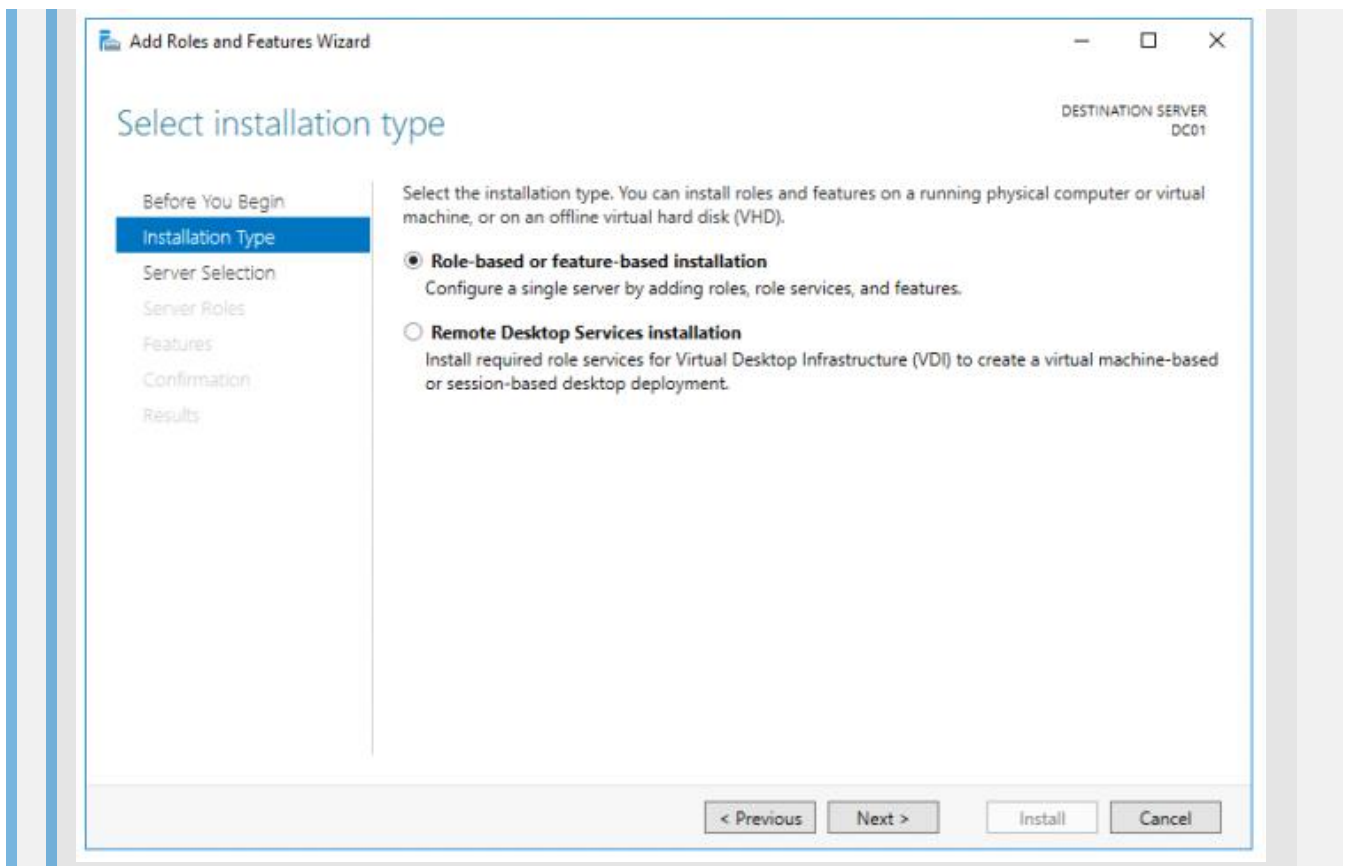 Add Roles and Features Wizard
Select installation type
DESTINATION SERVER
DC01
Before You Begin
Installation Type
Server Selection
Server Roles
Features
Confirmation
Results
Select the installation type. You can install roles and features on a running physical computer or virtual
machine, or on an offline virtual hard disk (VHD).
Role-based or feature-based installation
Configure a single server by adding roles, role services, and features.
Remote Desktop Services installation
Install required role services for Virtual Desktop Infrastructure (VDI) to create a virtual machine-based
or session-based desktop deployment.
< Previous
Next >
Install
Cancel